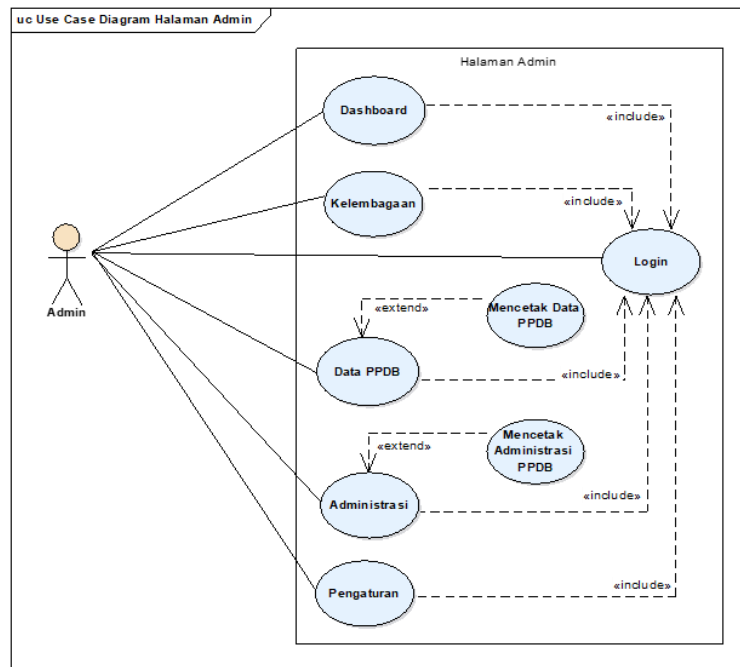 uc Use Case Diagram Halaman Admin
Halaman Admin
Dashboard
«include»
Kelembagaan
«include»
Login
Admin
Mencetak Data
PPDB
«extend»
Data PPDB
«include»
Mencetak
Administrasi
PPDB
«extend»
Administrasi
«include»
Pengaturan
«include»